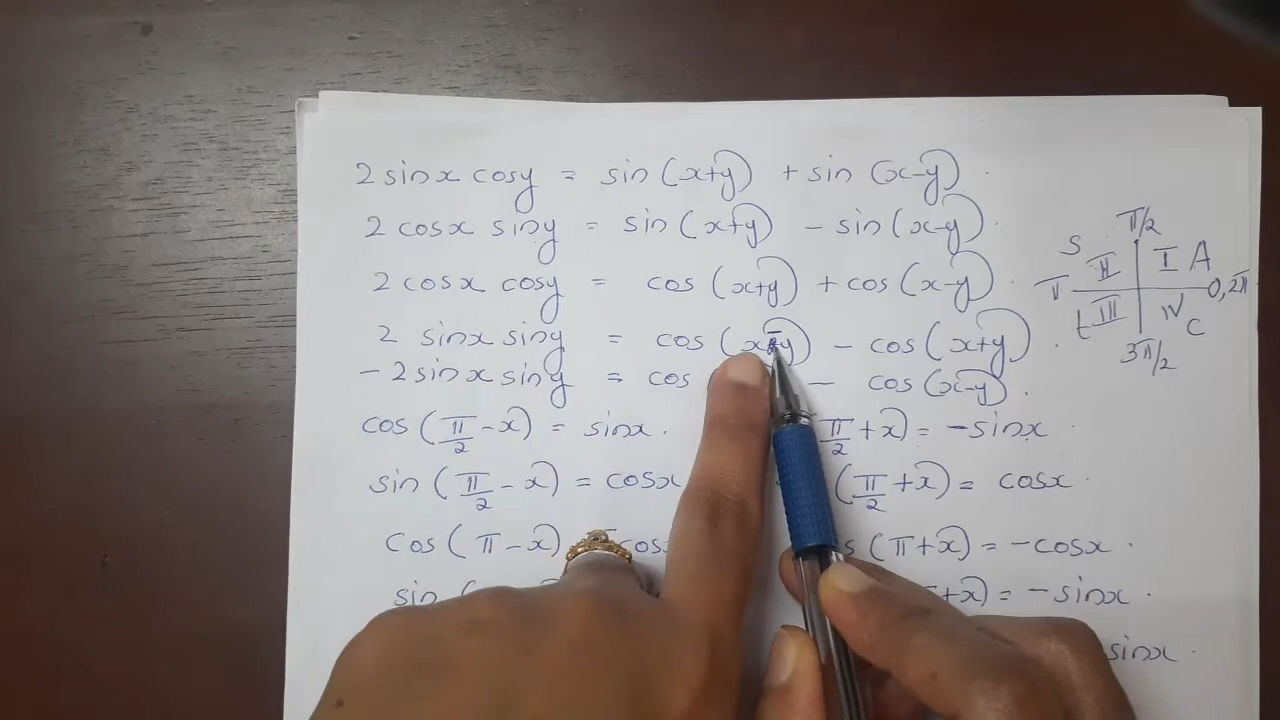 2 sinx cosy = sin (x+y) + sin (x-y).
2 cosx siny = sin (x+y) - sin (x-y).
2 cosx cosy = cos (x+y) + cos (x-y).
2 sinx siny = cos (x-y) - cos (x+y).
-2 sinx siny = cos - cos (x-y).
cos (π/2 - x) = sinx. π/2 + x) = -sinx.
sin (π/2 - x) = cosx (π/2 + x) = cosx.
cos (π - x) cosx (π+x) = -cosx.
sin ( +x) = -sinx.
sinx.
π/2
S II I A
π 0, 2π
t III IV C
3π/2